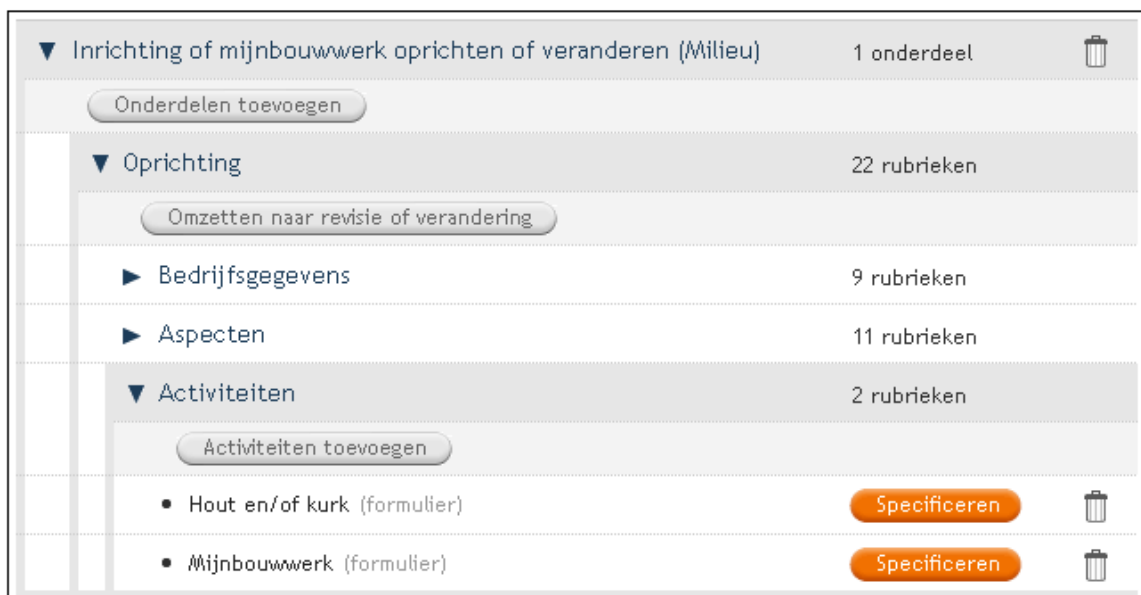 Inrichting of mijnbouwwerk oprichten of veranderen (Milieu) 1 onderdeel
Onderdelen toevoegen
Oprichting 22 rubrieken
Omzetten naar revisie of verandering
Bedrijfsgegevens 9 rubrieken
Aspecten 11 rubrieken
Activiteiten 2 rubrieken
Activiteiten toevoegen
• Hout en/of kurk (formulier) Specificeren
• Mijnbouwwerk (formulier) Specificeren